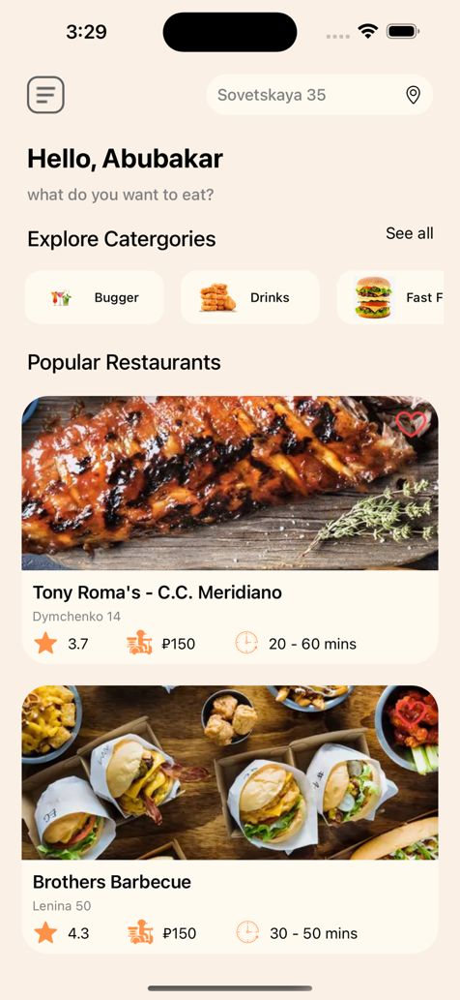 3:29
Sovetskaya 35
Hello, Abubakar
what do you want to eat?
Explore Catergories
See all
Bugger
Drinks
Fast F
Popular Restaurants
Tony Roma's - C.C. Meridiano
Dymchenko 14
3.7
₽150
20 - 60 mins
Brothers Barbecue
Lenina 50
4.3
₽150
30 - 50 mins